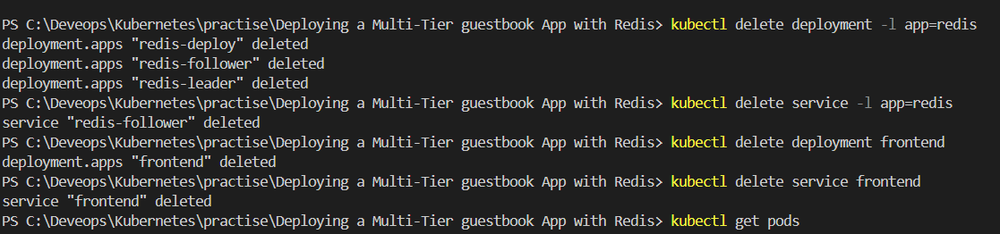 PS C:\Deveops\Kubernetes\practise\Deploying a Multi-Tier guestbook App with Redis> kubectl delete deployment -l app=redis
deployment.apps "redis-deploy" deleted
deployment.apps "redis-follower" deleted
deployment.apps "redis-leader" deleted
PS C:\Deveops\Kubernetes\practise\Deploying a Multi-Tier guestbook App with Redis> kubectl delete service -l app=redis
service "redis-follower" deleted
PS C:\Deveops\Kubernetes\practise\Deploying a Multi-Tier guestbook App with Redis> kubectl delete deployment frontend
deployment.apps "frontend" deleted
PS C:\Deveops\Kubernetes\practise\Deploying a Multi-Tier guestbook App with Redis> kubectl delete service frontend
service "frontend" deleted
PS C:\Deveops\Kubernetes\practise\Deploying a Multi-Tier guestbook App with Redis> kubectl get pods